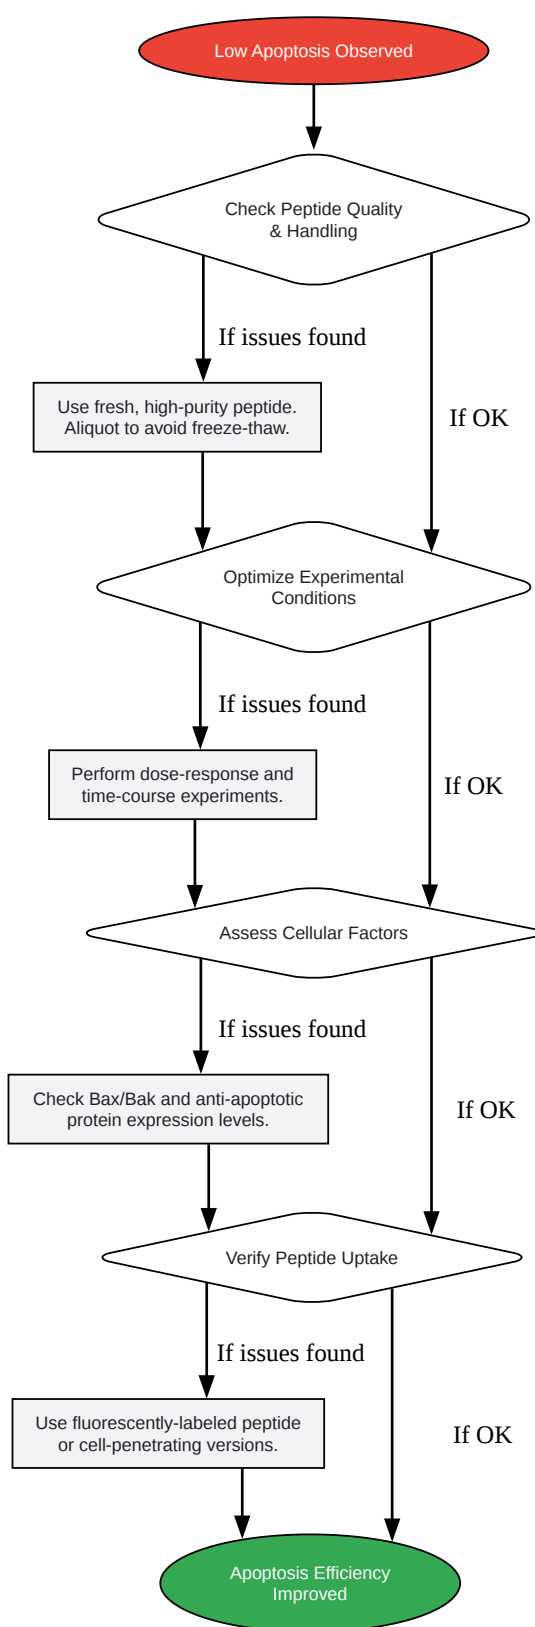 Low Apoptosis Observed
Check Peptide Quality
& Handling
If issues found
Use fresh, high-purity peptide.
Aliquot to avoid freeze-thaw.
If OK
Optimize Experimental
Conditions
If issues found
Perform dose-response and
time-course experiments.
If OK
Assess Cellular Factors
If issues found
Check Bax/Bak and anti-apoptotic
protein expression levels.
If OK
Verify Peptide Uptake
If issues found
Use fluorescently-labeled peptide
or cell-penetrating versions.
If OK
Apoptosis Efficiency
Improved